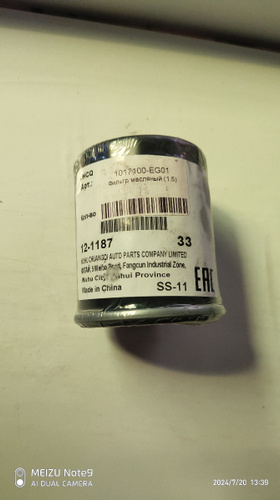 1017100-EG01
Арт.:
Фильтр масляный (1.5)
Кол-во
12-1187 33
WUHU CHUANGQI AUTO PARTS COMPANY LIMITED
Fangcun Industrial Zone,
Wuhu City, Anhui Province
Made in China SS-11
EAC
MEIZU Note9
AI DUAL CAMERA
2024/7/20 13:39